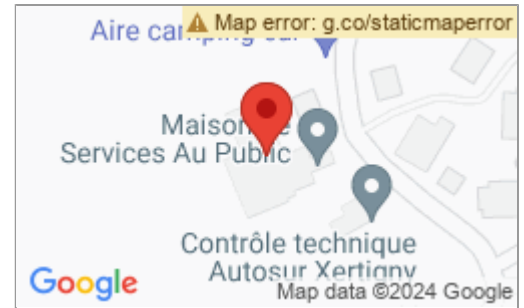 Map error: g.co/staticmaperror
Aire camping car
Maison
Services Au Public
Contrôle technique
Autosur Xertigny
Google
Map data ©2024 Google